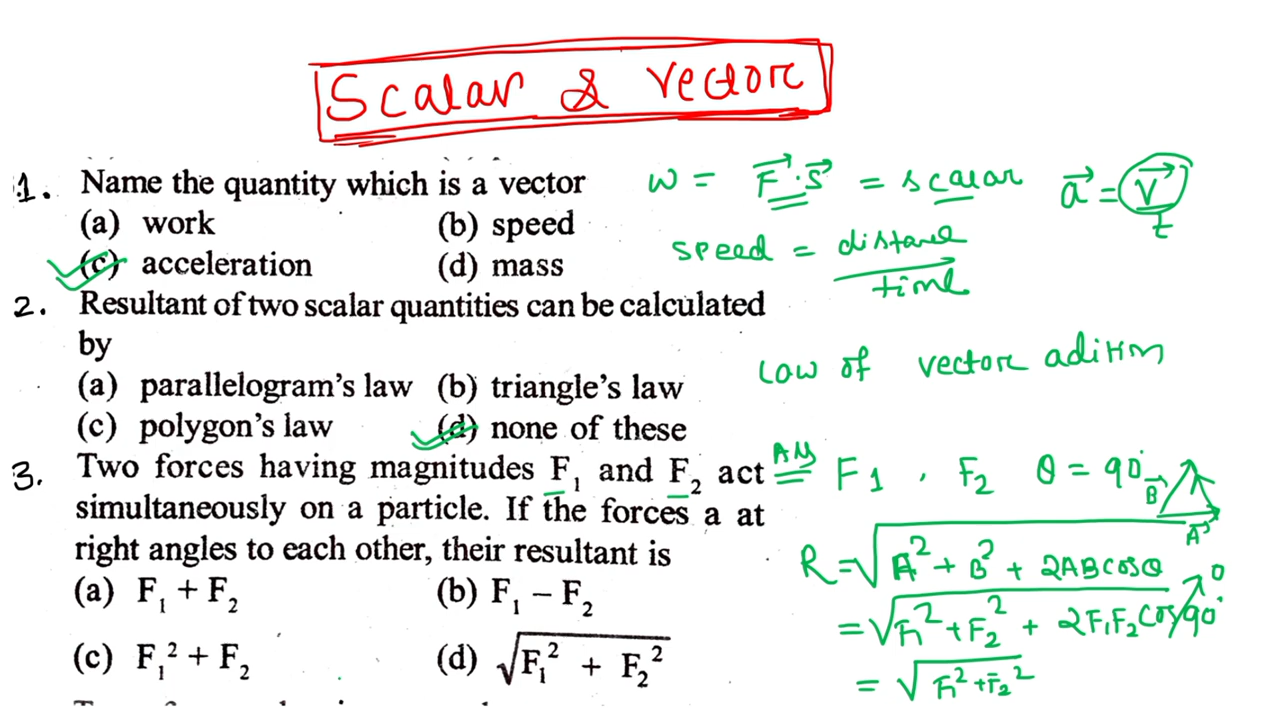 Scalar & Vector
1. Name the quantity which is a vector
(a) work (b) speed
(c) acceleration (d) mass
w = F⃗·s⃗ = scalar a⃗ = v⃗/t
speed = distance/time
2. Resultant of two scalar quantities can be calculated
by
(a) parallelogram's law (b) triangle's law
(c) polygon's law (d) none of these
Law of vector adition
3. Two forces having magnitudes F₁ and F₂ act
simultaneously on a particle. If the forces a at
right angles to each other, their resultant is
(a) F₁ + F₂ (b) F₁ − F₂
(c) F₁² + F₂ (d) √(F₁² + F₂²)
Ans F1 , F2 θ = 90°
B⃗
A⃗
R = √(A² + B² + 2ABcosθ)
= √(F₁² + F₂² + 2F₁F₂ cos 90°) 0
= √(F₁² + F₂²)